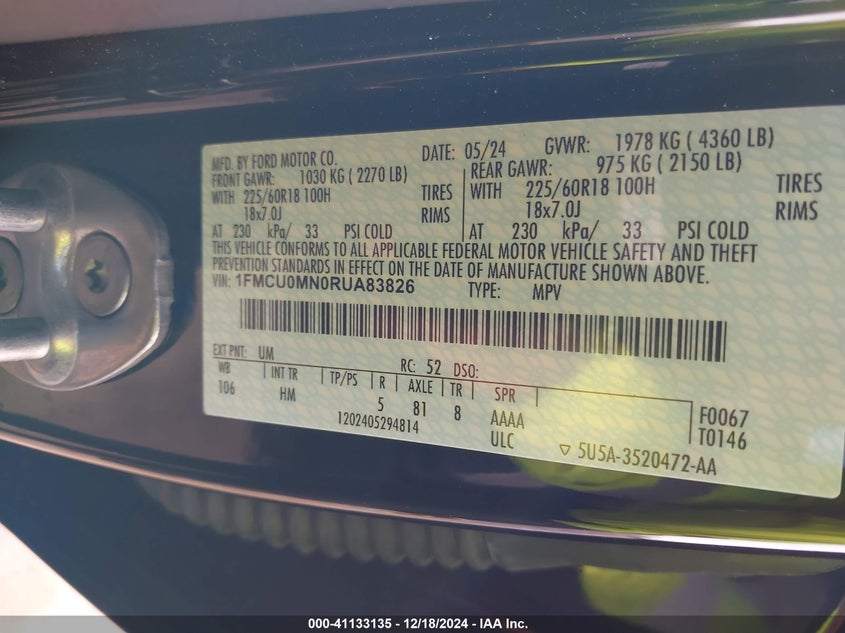 MFD. BY FORD MOTOR CO.
DATE: 05/24 GVWR: 1978 KG ( 4360 LB)
FRONT GAWR: 1030 KG ( 2270 LB)
REAR GAWR: 975 KG ( 2150 LB)
WITH 225/60R18 100H TIRES
WITH 225/60R18 100H TIRES
18x7.0J RIMS
18x7.0J RIMS
AT 230 kPa/ 33 PSI COLD
AT 230 kPa/ 33 PSI COLD
THIS VEHICLE CONFORMS TO ALL APPLICABLE FEDERAL MOTOR VEHICLE SAFETY AND THEFT
PREVENTION STANDARDS IN EFFECT ON THE DATE OF MANUFACTURE SHOWN ABOVE.
VIN: 1FMCU0MN0RUA83826 TYPE: MPV
EXT PNT: UM RC: 52 DSO:
WB INT TR TP/PS R AXLE TR SPR
106 HM 5 81 8 AAAA F0067
1202405294814 ULC T0146
▽ 5U5A-3520472-AA
000-41133135 - 12/18/2024 - IAA Inc.